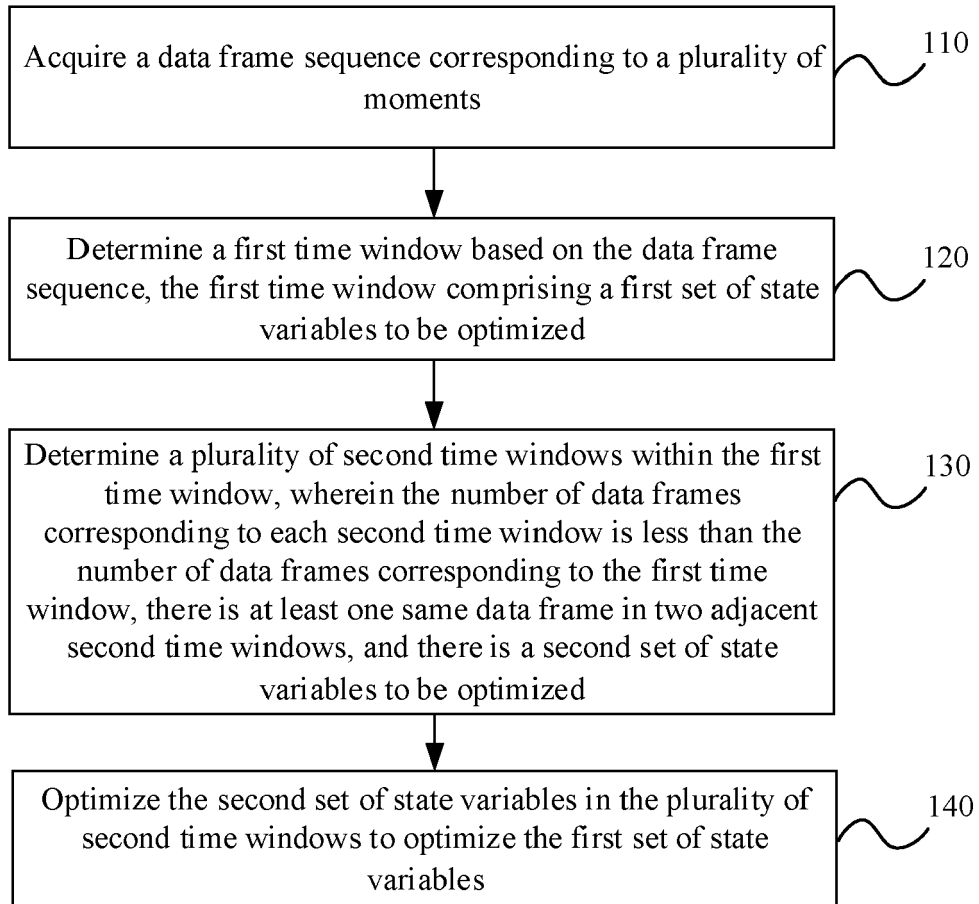 Acquire a data frame sequence corresponding to a plurality of
moments
110
Determine a first time window based on the data frame
sequence, the first time window comprising a first set of state
variables to be optimized
120
Determine a plurality of second time windows within the first
time window, wherein the number of data frames
corresponding to each second time window is less than the
number of data frames corresponding to the first time
window, there is at least one same data frame in two adjacent
second time windows, and there is a second set of state
variables to be optimized
130
Optimize the second set of state variables in the plurality of
second time windows to optimize the first set of state
variables
140